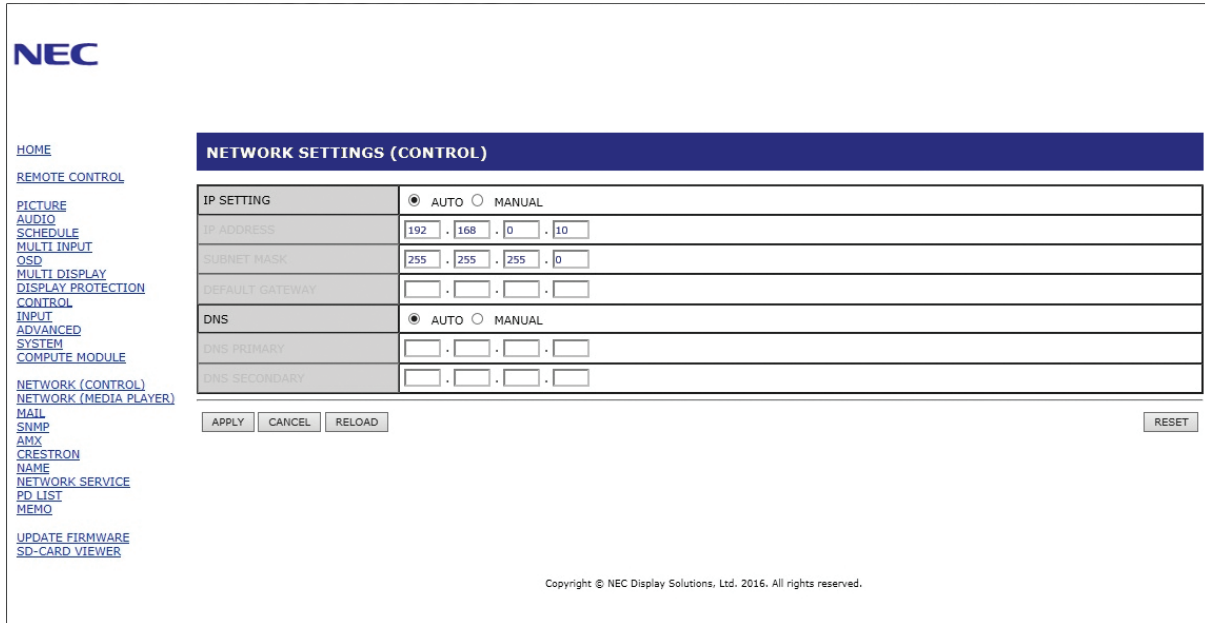 NEC
HOME
REMOTE CONTROL
PICTURE
AUDIO
SCHEDULE
MULTI INPUT
OSD
MULTI DISPLAY
DISPLAY PROTECTION
CONTROL
INPUT
ADVANCED
SYSTEM
COMPUTE MODULE
NETWORK (CONTROL)
NETWORK (MEDIA PLAYER)
MAIL
SNMP
AMX
CRESTRON
NAME
NETWORK SERVICE
PD LIST
MEMO
UPDATE FIRMWARE
SD-CARD VIEWER
NETWORK SETTINGS (CONTROL)
IP SETTING AUTO MANUAL
IP ADDRESS 192 . 168 . 0 . 10
SUBNET MASK 255 . 255 . 255 . 0
DEFAULT GATEWAY . . .
DNS AUTO MANUAL
DNS PRIMARY . . .
DNS SECONDARY . . .
APPLY CANCEL RELOAD RESET
Copyright © NEC Display Solutions, Ltd. 2016. All rights reserved.